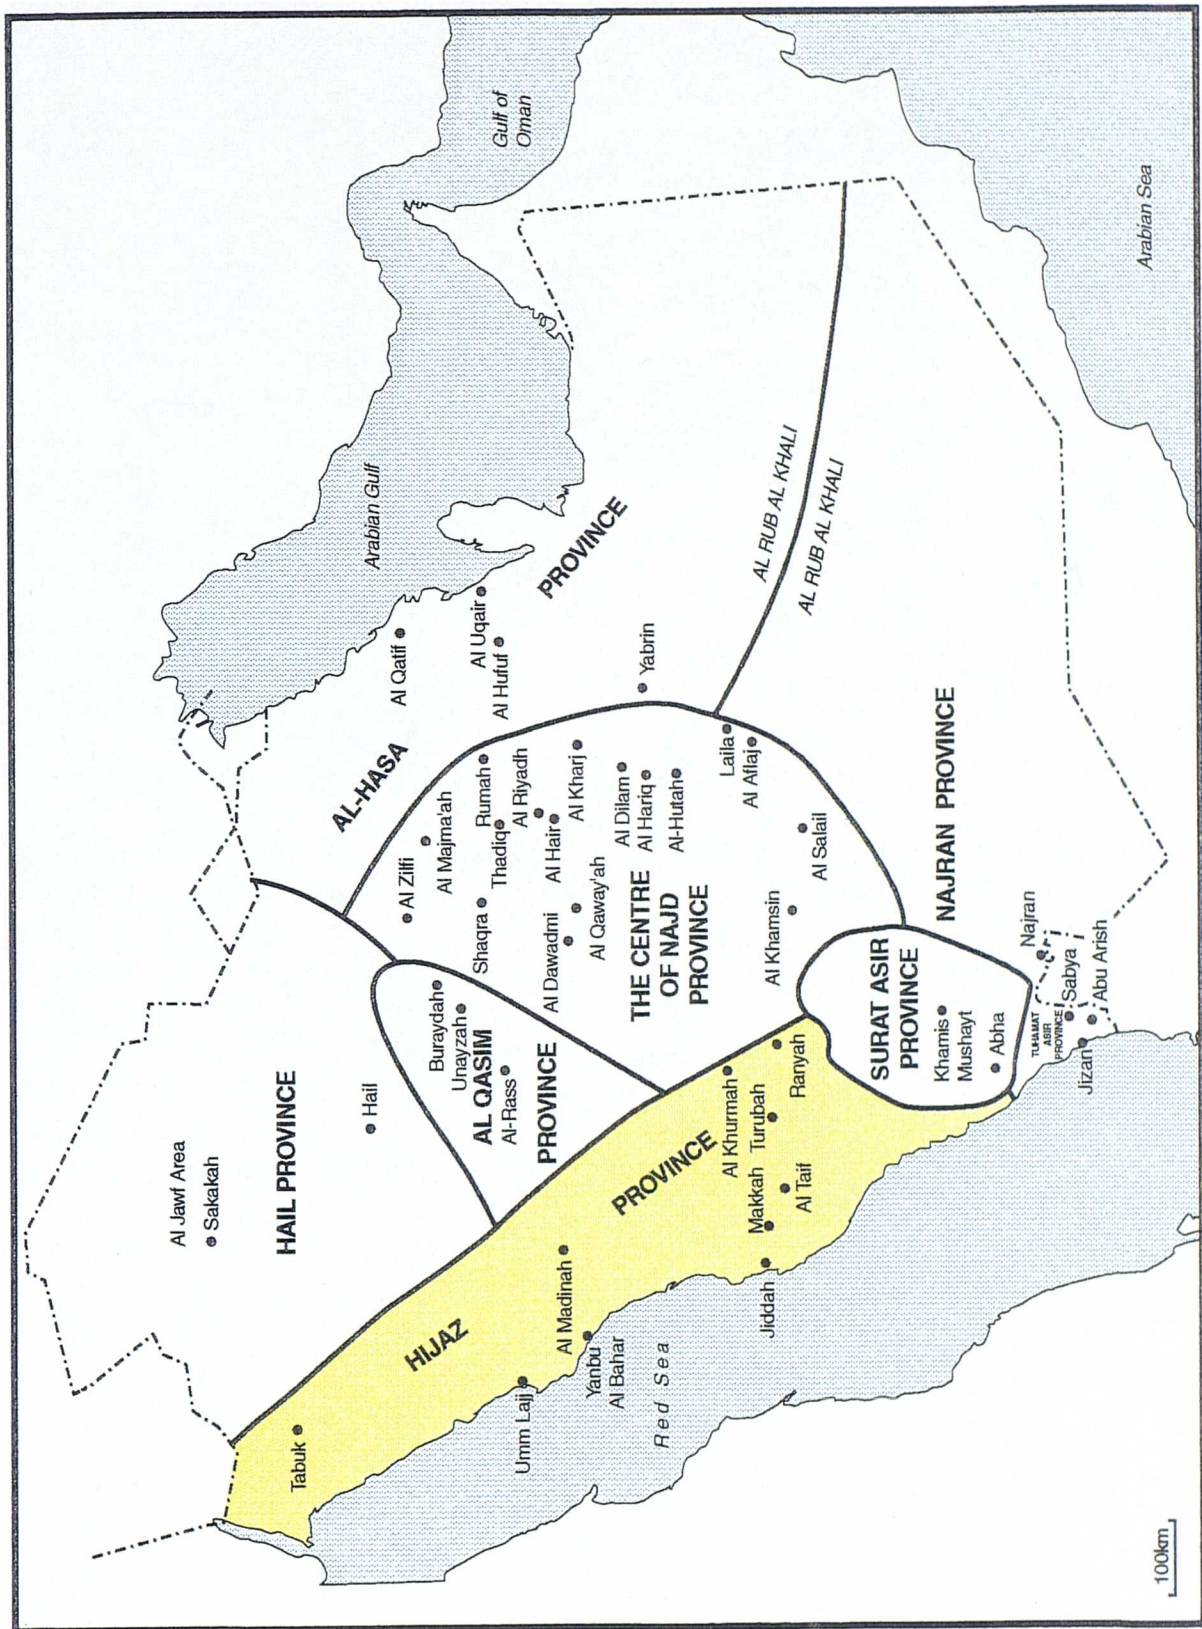 Al Jawf Area
Sakakah
HAIL PROVINCE
Hail
Tabuk
HIJAZ
PROVINCE
Umm Lajj
Al Madinah
Yanbu
Al Bahar
Red Sea
Jiddah
Makkah
Al Taif
Turubah
Al Khurmah
Ranyah
Buraydah
Unayzah
AL QASIM
Al-Rass
PROVINCE
AL-HASA
PROVINCE
Al Qatif
Al Uqair
Al Hufuf
Yabrin
Arabian Gulf
Gulf of
Oman
Arabian Sea
Al Zilfi
Al Majma'ah
Rumah
Thadiq
Shaqra
Al Riyadh
Al Hair
Al Kharj
Al Dawadmi
Al Qaway'ah
Al Dilam
Al Hariq
Al-Hutah
THE CENTRE
OF NAJD
PROVINCE
Laila
Al Aflaj
Al Salail
Al Khamsin
AL RUB AL KHALI
AL RUB AL KHALI
NAJRAN PROVINCE
Najran
SURAT ASIR
PROVINCE
Khamis
Mushayt
Abha
TUHAMAT
ASIR
PROVINCE
Sabya
Abu Arish
Jizan
100km